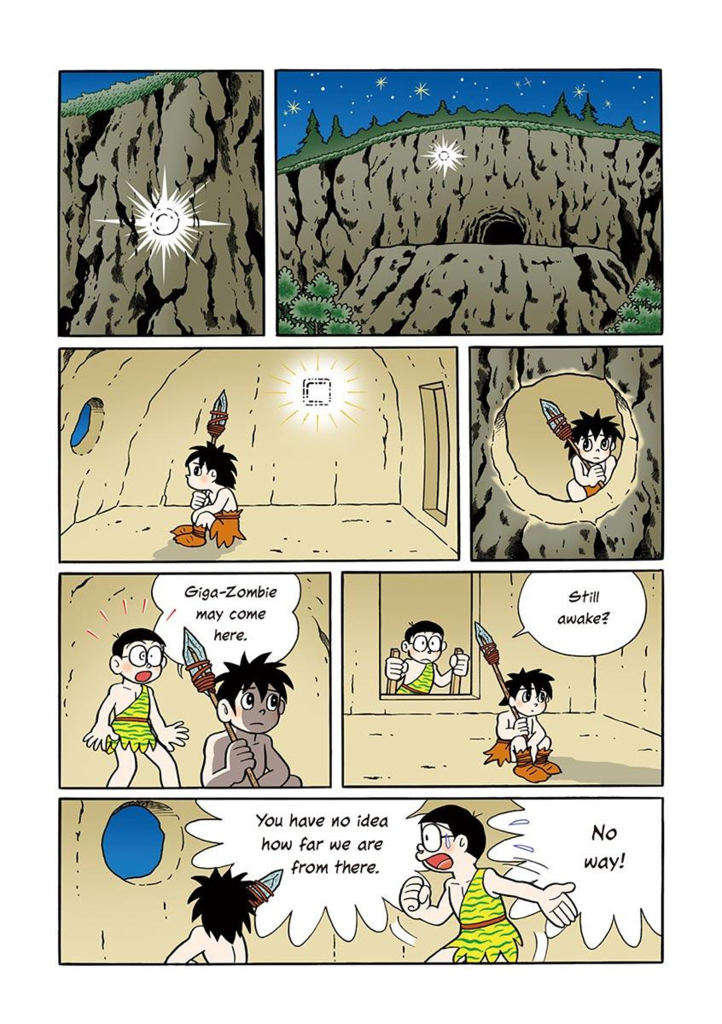 Still
awake?
Giga-Zombie
may come
here.
No
way!
You have no idea
how far we are
from there.